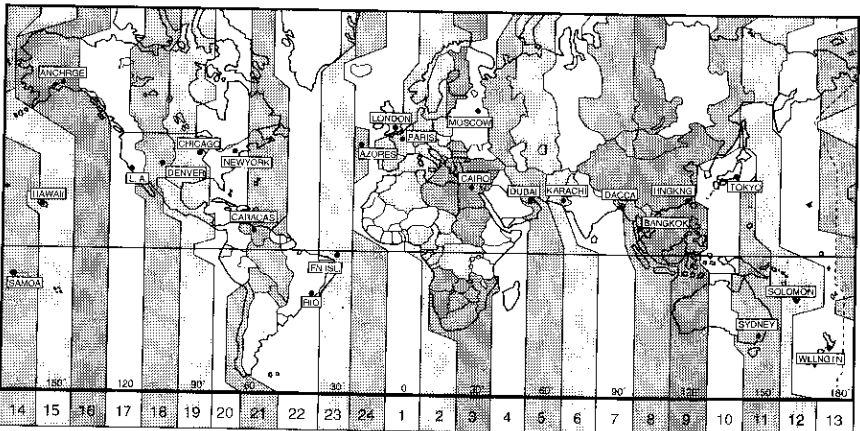 ANCHRGE
LONDON
MOSCOW
PARIS
CHICAGO
NEWYORK
AZURES
L.A.
DENVER
CAIRO
DUBAI
KARACHI
DACCA
HNGKNG
TOKYO
HAWAII
CARACAS
BANGKOK
FN ISL.
SAMOA
RIO
SOLOMON
SYDNEY
WLLNGTN
150° 120 90° 60 30 0 60° 90° 150° 180°
14 15 16 17 18 19 20 21 22 23 24 1 2 3 4 5 6 7 8 9 10 11 12 13